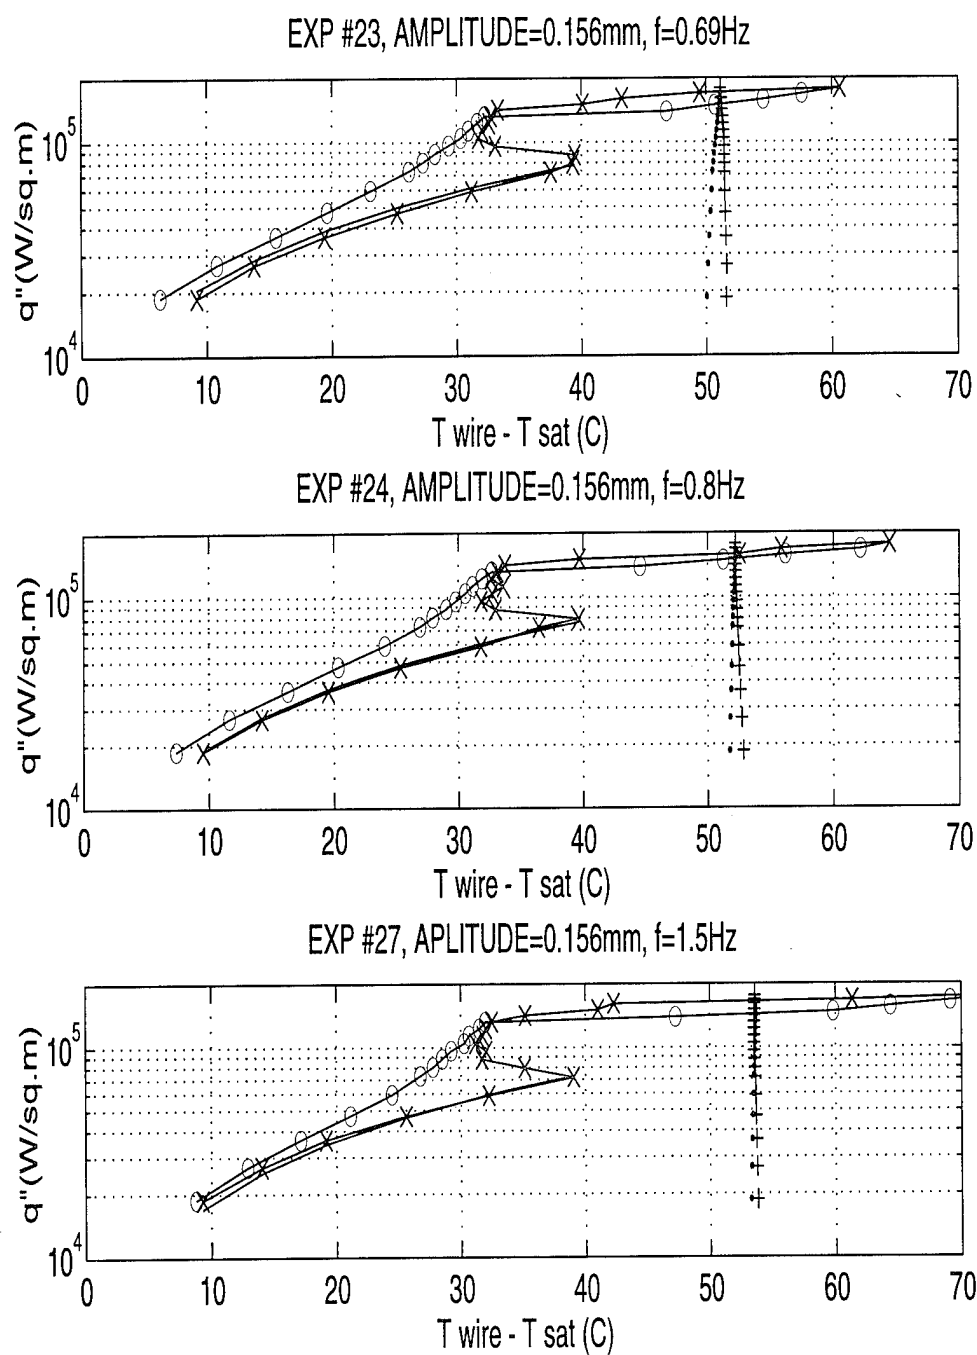 EXP #23, AMPLITUDE=0.156mm, f=0.69Hz
q"(W/sq.m)
10^5
10^4
0 10 20 30 40 50 60 70
T wire - T sat (C)
EXP #24, AMPLITUDE=0.156mm, f=0.8Hz
q"(W/sq.m)
10^5
10^4
0 10 20 30 40 50 60 70
T wire - T sat (C)
EXP #27, APLITUDE=0.156mm, f=1.5Hz
q"(W/sq.m)
10^5
10^4
0 10 20 30 40 50 60 70
T wire - T sat (C)